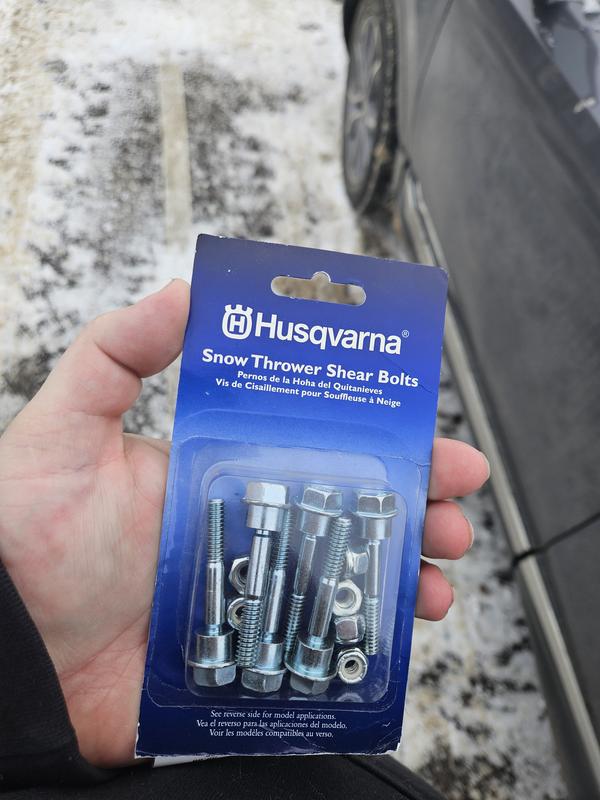 Husqvarna®
Snow Thrower Shear Bolts
Pernos de la Hoha del Quitanieves
Vis de Cisaillement pour Souffleuse à Neige
See reverse side for model applications.
Vea el reverso para las aplicaciones del modelo.
Voir les modéles compatibles au verso.